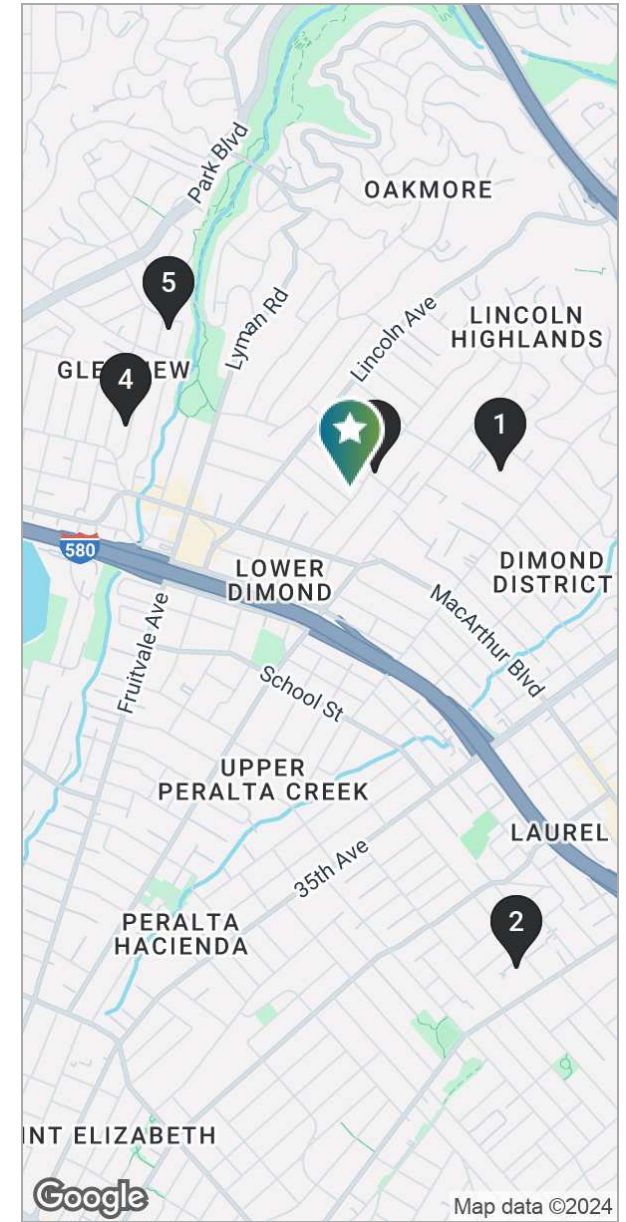 Park Blvd
OAKMORE
5
Lyman Rd
Lincoln Ave
LINCOLN
HIGHLANDS
4
1
580
LOWER
DIMOND
DIMOND
DISTRICT
MacArthur Blvd
Fruitvale Ave
School St
UPPER
PERALTA CREEK
LAUREL
35th Ave
2
PERALTA
HACIENDA
INT ELIZABETH
Google
Map data ©2024